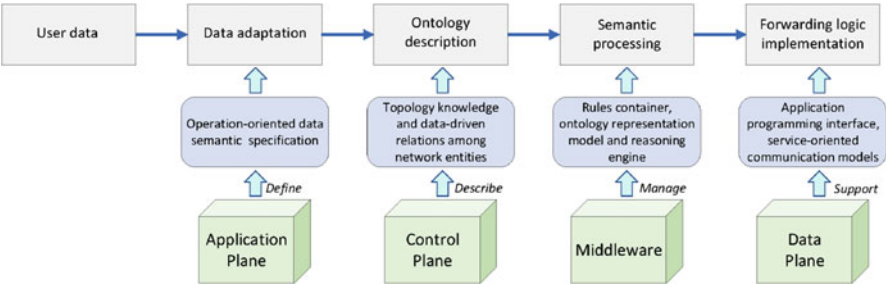 User data
Data adaptation
Ontology
description
Semantic
processing
Forwarding logic
implementation
Operation-oriented data
semantic specification
Topology knowledge
and data-driven
relations among
network entities
Rules container,
ontology representation
model and reasoning
engine
Application
programming interface,
service-oriented
communication models
Define
Describe
Manage
Support
Application
Plane
Control
Plane
Middleware
Data
Plane